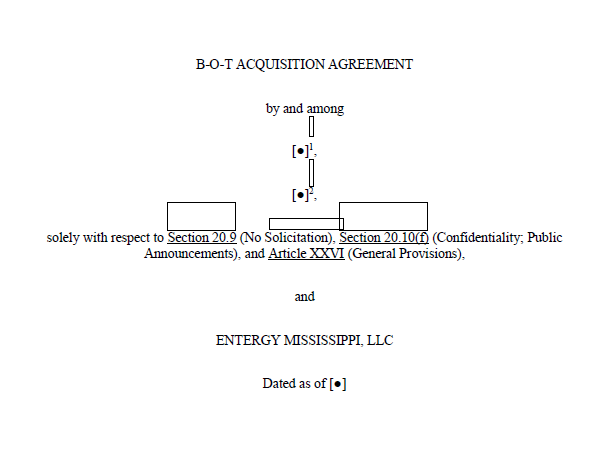 B-O-T ACQUISITION AGREEMENT
by and among
[●]1,
[●]2,
solely with respect to Section 20.9 (No Solicitation), Section 20.10(f) (Confidentiality; Public
Announcements), and Article XXVI (General Provisions),
and
ENTERGY MISSISSIPPI, LLC
Dated as of [●]